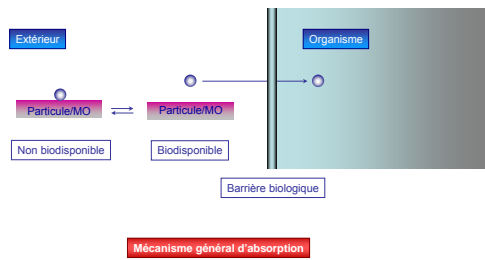 Extérieur
Organisme
Particule/MO
Particule/MO
Non biodisponible
Biodisponible
Barrière biologique
Mécanisme général d'absorption